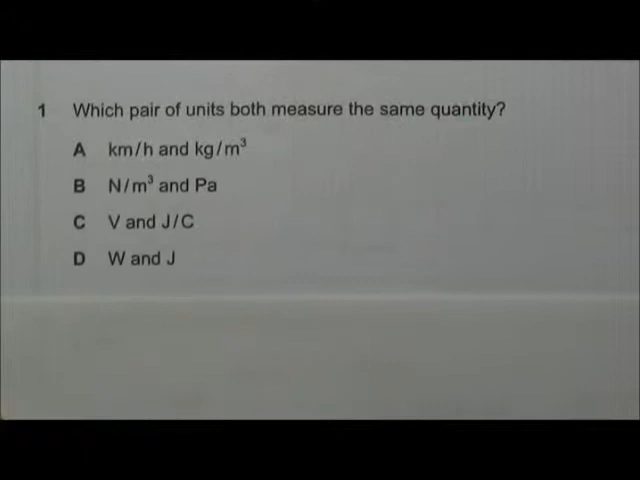 1 Which pair of units both measure the same quantity?
A km/h and kg/m³
B N/m³ and Pa
C V and J/C
D W and J